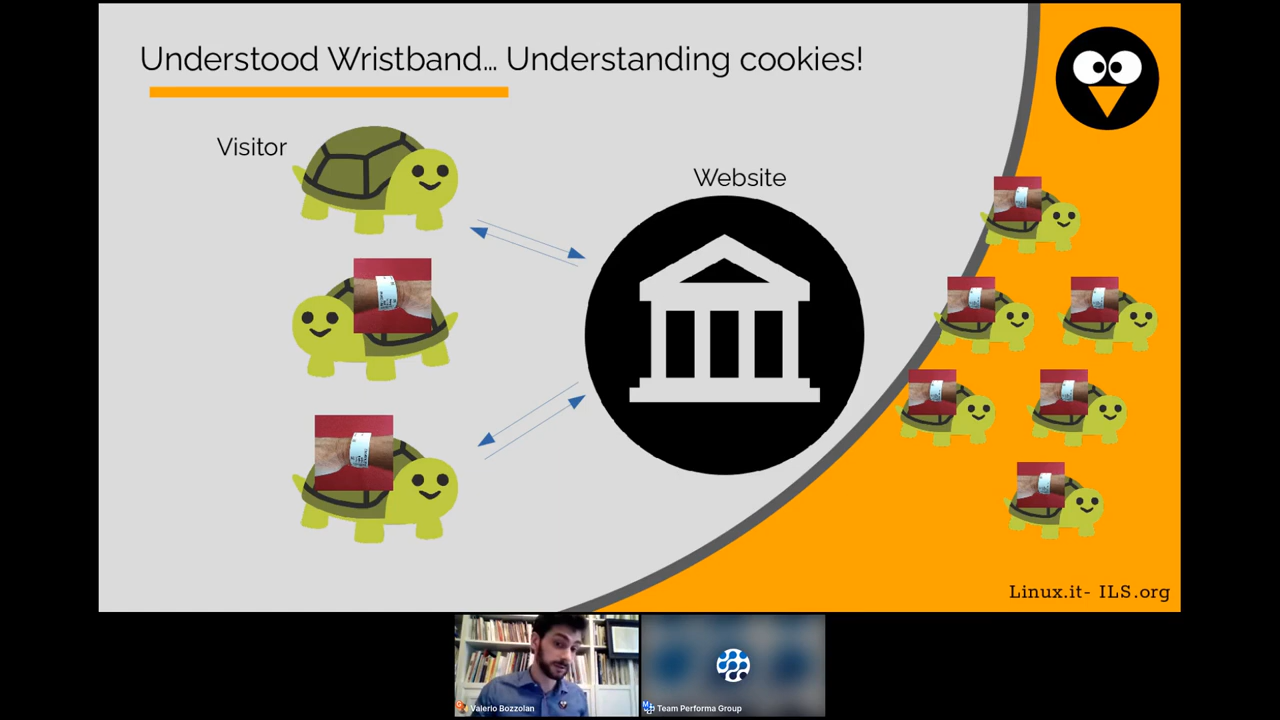 Understood Wristband… Understanding cookies!
Visitor
Website
Linux.it- ILS.org
Valerio Bozzolan
Team Performa Group